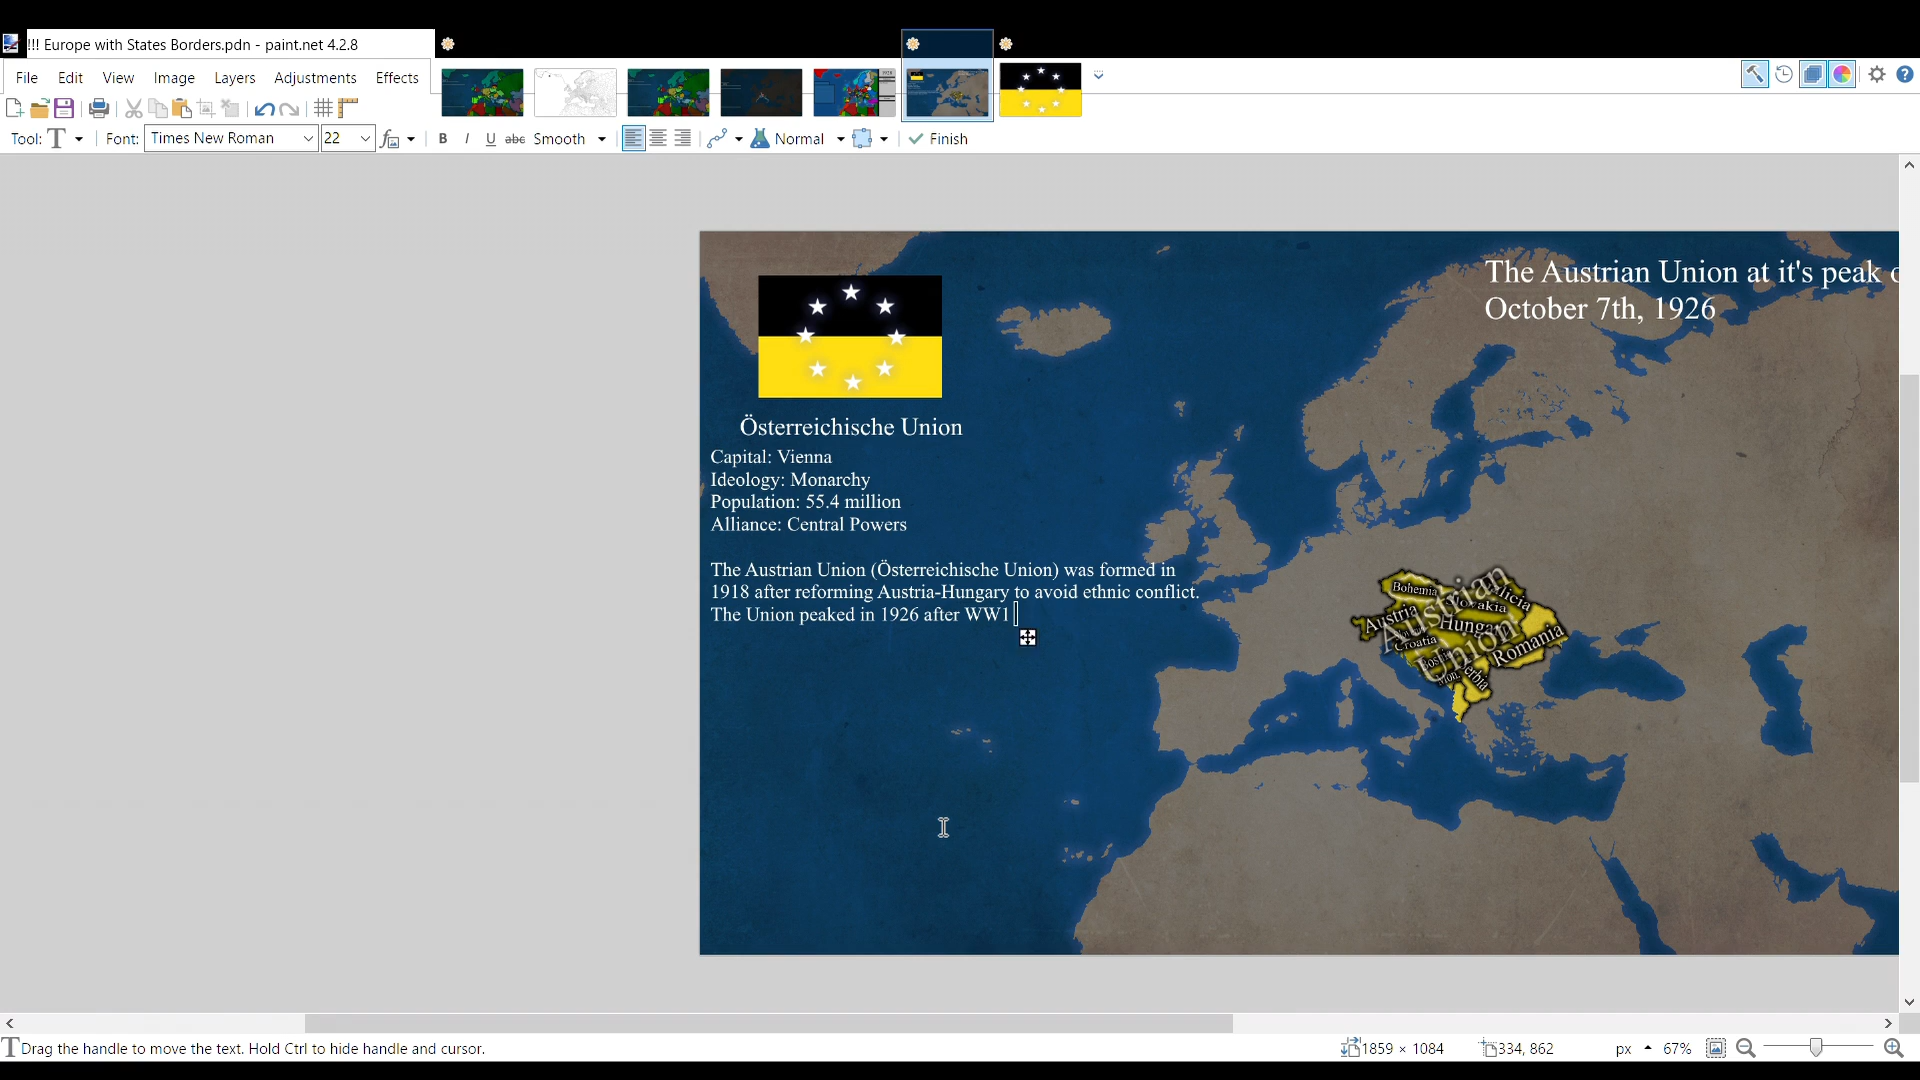 !!! Europe with States Borders.pdn - paint.net 4.2.8
File Edit View Image Layers Adjustments Effects
Tool: T Font: Times New Roman 22 B I U abc Smooth Normal Finish
The Austrian Union at it's peak
October 7th, 1926
Österreichische Union
Capital: Vienna
Ideology: Monarchy
Population: 55.4 million
Alliance: Central Powers
The Austrian Union (Österreichische Union) was formed in
1918 after reforming Austria-Hungary to avoid ethnic conflict.
The Union peaked in 1926 after WW1
Austrian
Union
Bohemia
Austria
Hungary
Croatia
Romania
Mon.
Drag the handle to move the text. Hold Ctrl to hide handle and cursor.
1859 × 1084 334, 862 px 67%